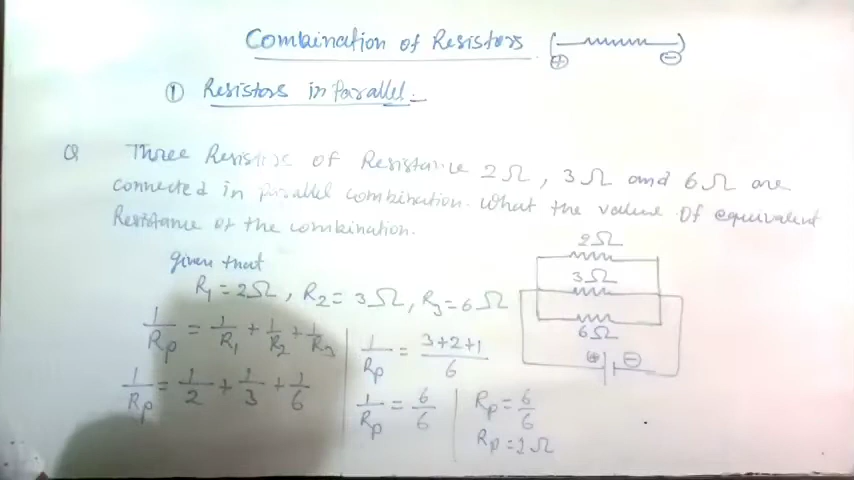 Combination of Resistors
⊕ ⊖
① Resistors in Parallel.
Q Three Resistors of Resistance 2Ω, 3Ω and 6Ω are
connected in parallel combination. What the value of equivalent
Resistance of the combination.
given that
R₁ = 2Ω, R₂ = 3Ω, R₃ = 6Ω
1/Rp = 1/R₁ + 1/R₂ + 1/R₃
1/Rp = 1/2 + 1/3 + 1/6
1/Rp = 3+2+1/6
1/Rp = 6/6
Rp = 6/6
Rp = 2Ω
2Ω
3Ω
6Ω
⊕ ⊖